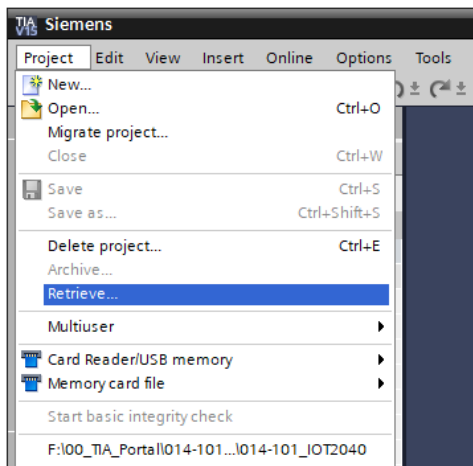 TIA V15 Siemens
Project Edit View Insert Online Options Tools
New...
Open... Ctrl+O
Migrate project...
Close Ctrl+W
Save Ctrl+S
Save as... Ctrl+Shift+S
Delete project... Ctrl+E
Archive...
Retrieve...
Multiuser
Card Reader/USB memory
Memory card file
Start basic integrity check
F:\00_TIA_Portal\014-101...\014-101_IOT2040